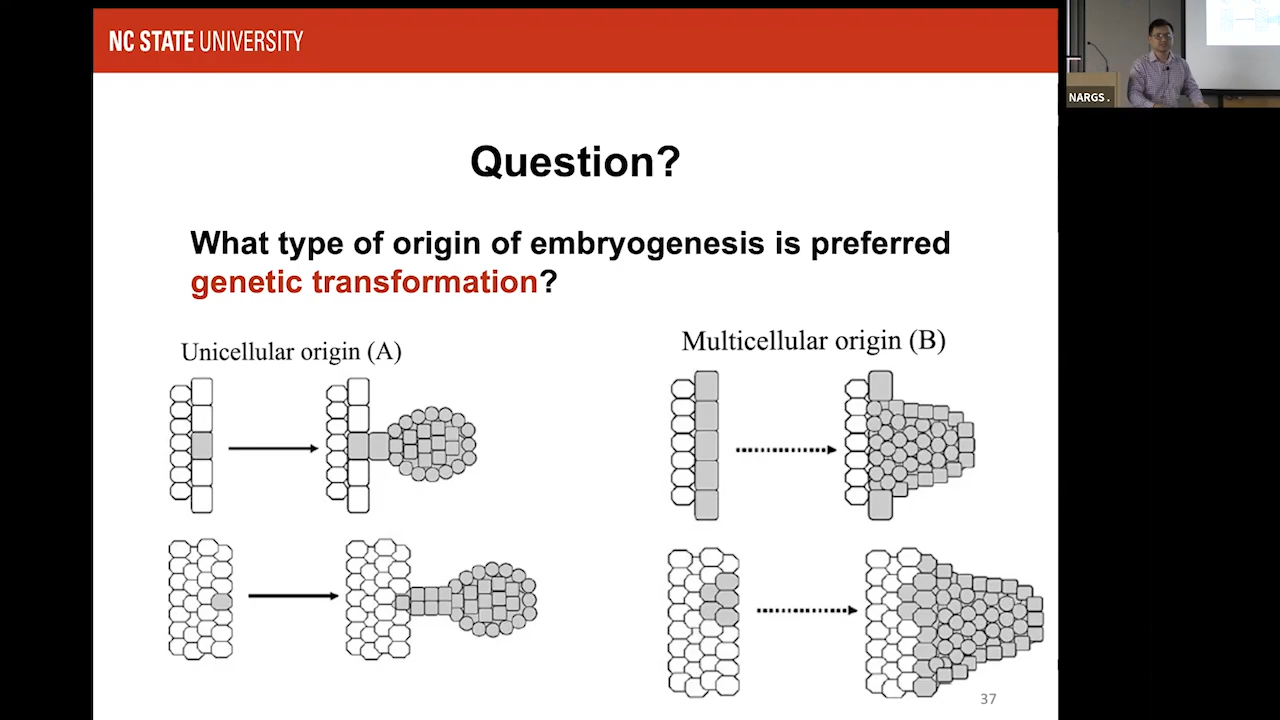 NC STATE UNIVERSITY
NARGS .
Question?
What type of origin of embryogenesis is preferred
genetic transformation?
Unicellular origin (A)
Multicellular origin (B)
37